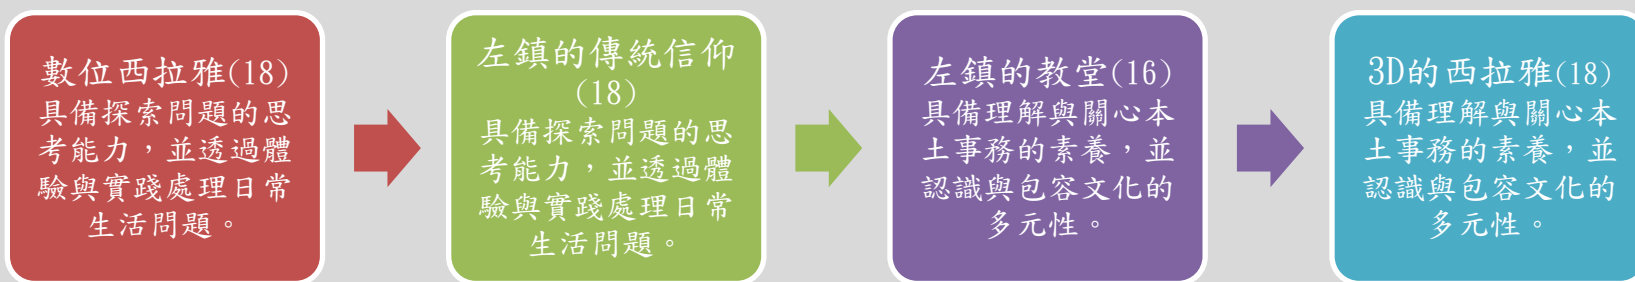 數位西拉雅(18)
具備探索問題的思
考能力，並透過體
驗與實踐處理日常
生活問題。
左鎮的傳統信仰
(18)
具備探索問題的思
考能力，並透過體
驗與實踐處理日常
生活問題。
左鎮的教堂(16)
具備理解與關心本
土事務的素養，並
認識與包容文化的
多元性。
3D的西拉雅(18)
具備理解與關心本
土事務的素養，並
認識與包容文化的
多元性。